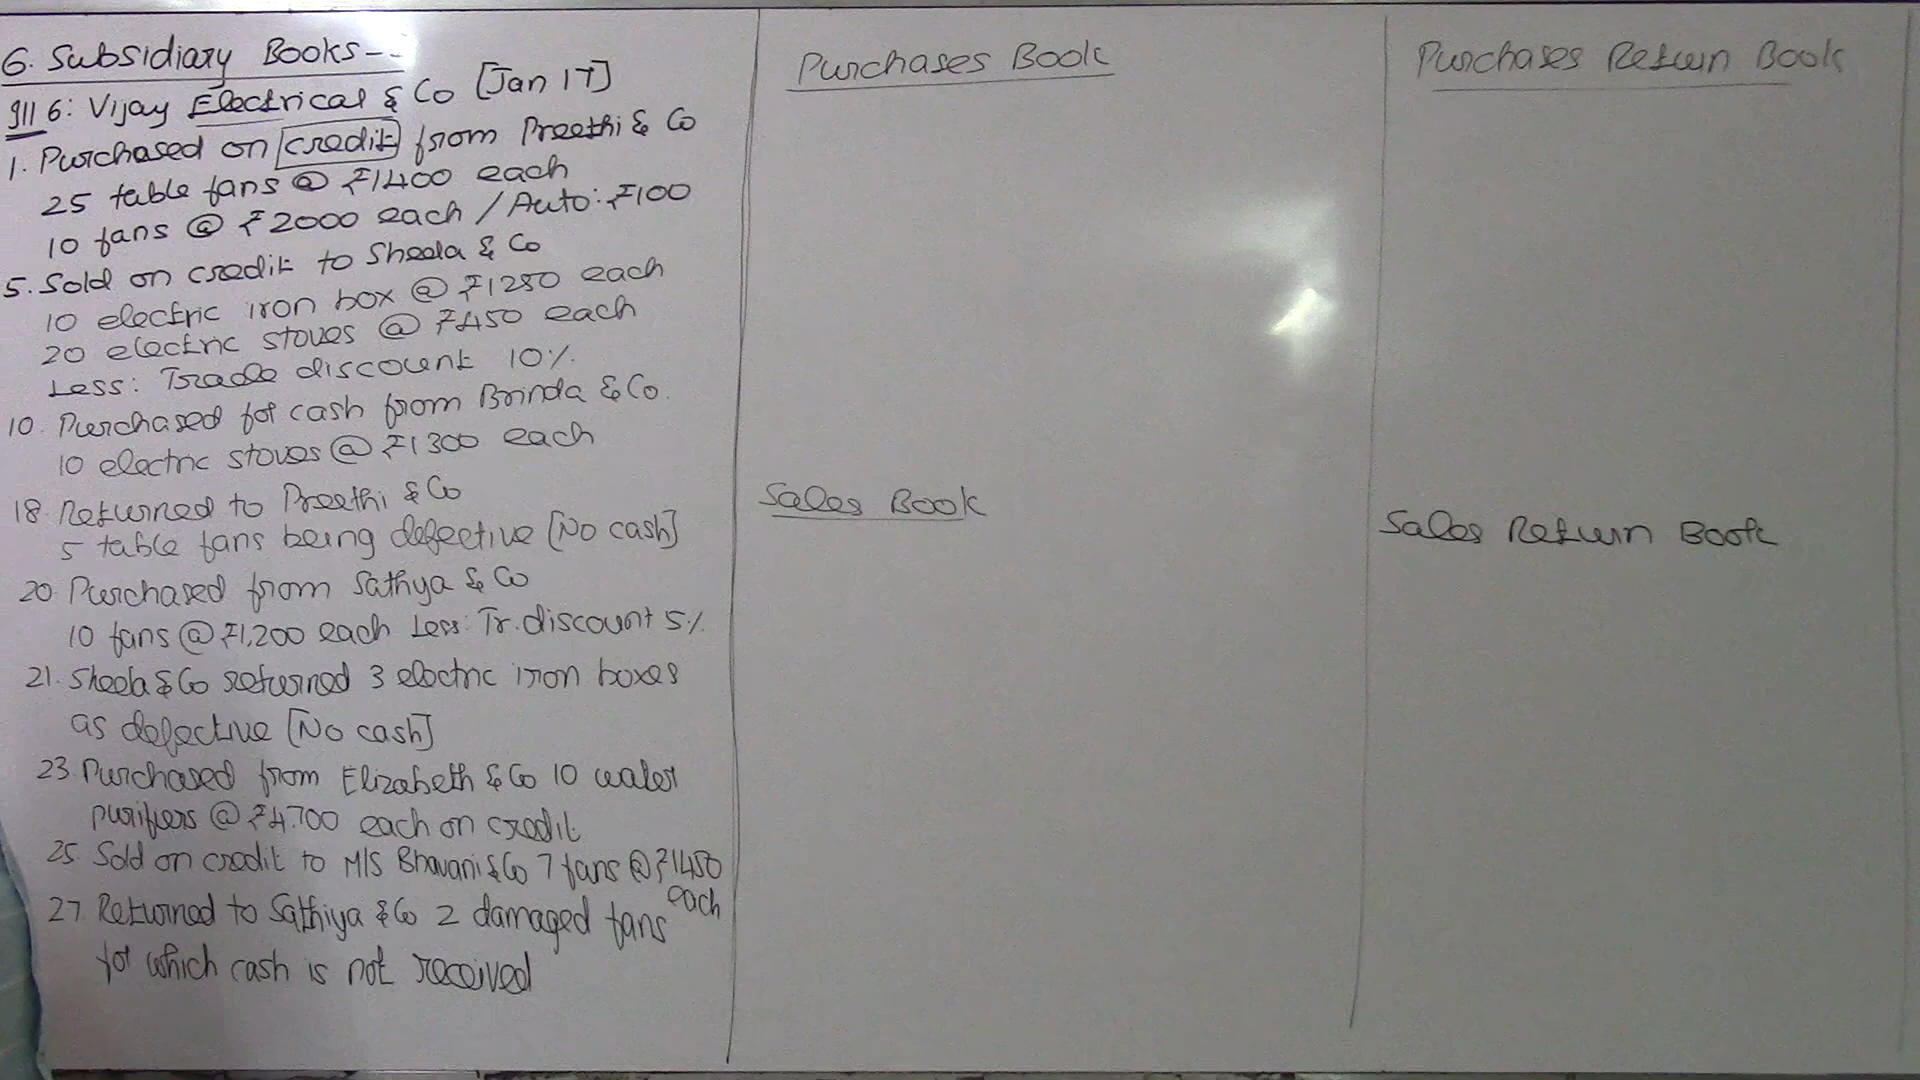 6. Subsidiary Books--
Ill 6: Vijay Electrical & Co [Jan 17]
1. Purchased on credit from Preethi & Co
25 table fans @ ₹1400 each
10 fans @ ₹2000 each / Auto: ₹100
5. Sold on credit to Sheela & Co
10 electric iron box @ ₹1250 each
20 electric stoves @ ₹450 each
Less: Trade discount 10%
10. Purchased for cash from Brinda & Co.
10 electric stoves @ ₹1300 each
18. Returned to Preethi & Co
5 table fans being defective [No cash]
20. Purchased from Sathya & Co
10 fans @ ₹1,200 each Less: Tr. discount 5%
21. Sheela & Co returned 3 electric iron boxes
as defective [No cash]
23. Purchased from Elizabeth & Co 10 water
purifiers @ ₹4,700 each on credit
25. Sold on credit to M/S Bhavani & Co 7 fans @ ₹1450
each
27. Returned to Sathiya & Co 2 damaged fans
for which cash is not received
Purchases Book
Sales Book
Purchases Return Book
Sales Return Book